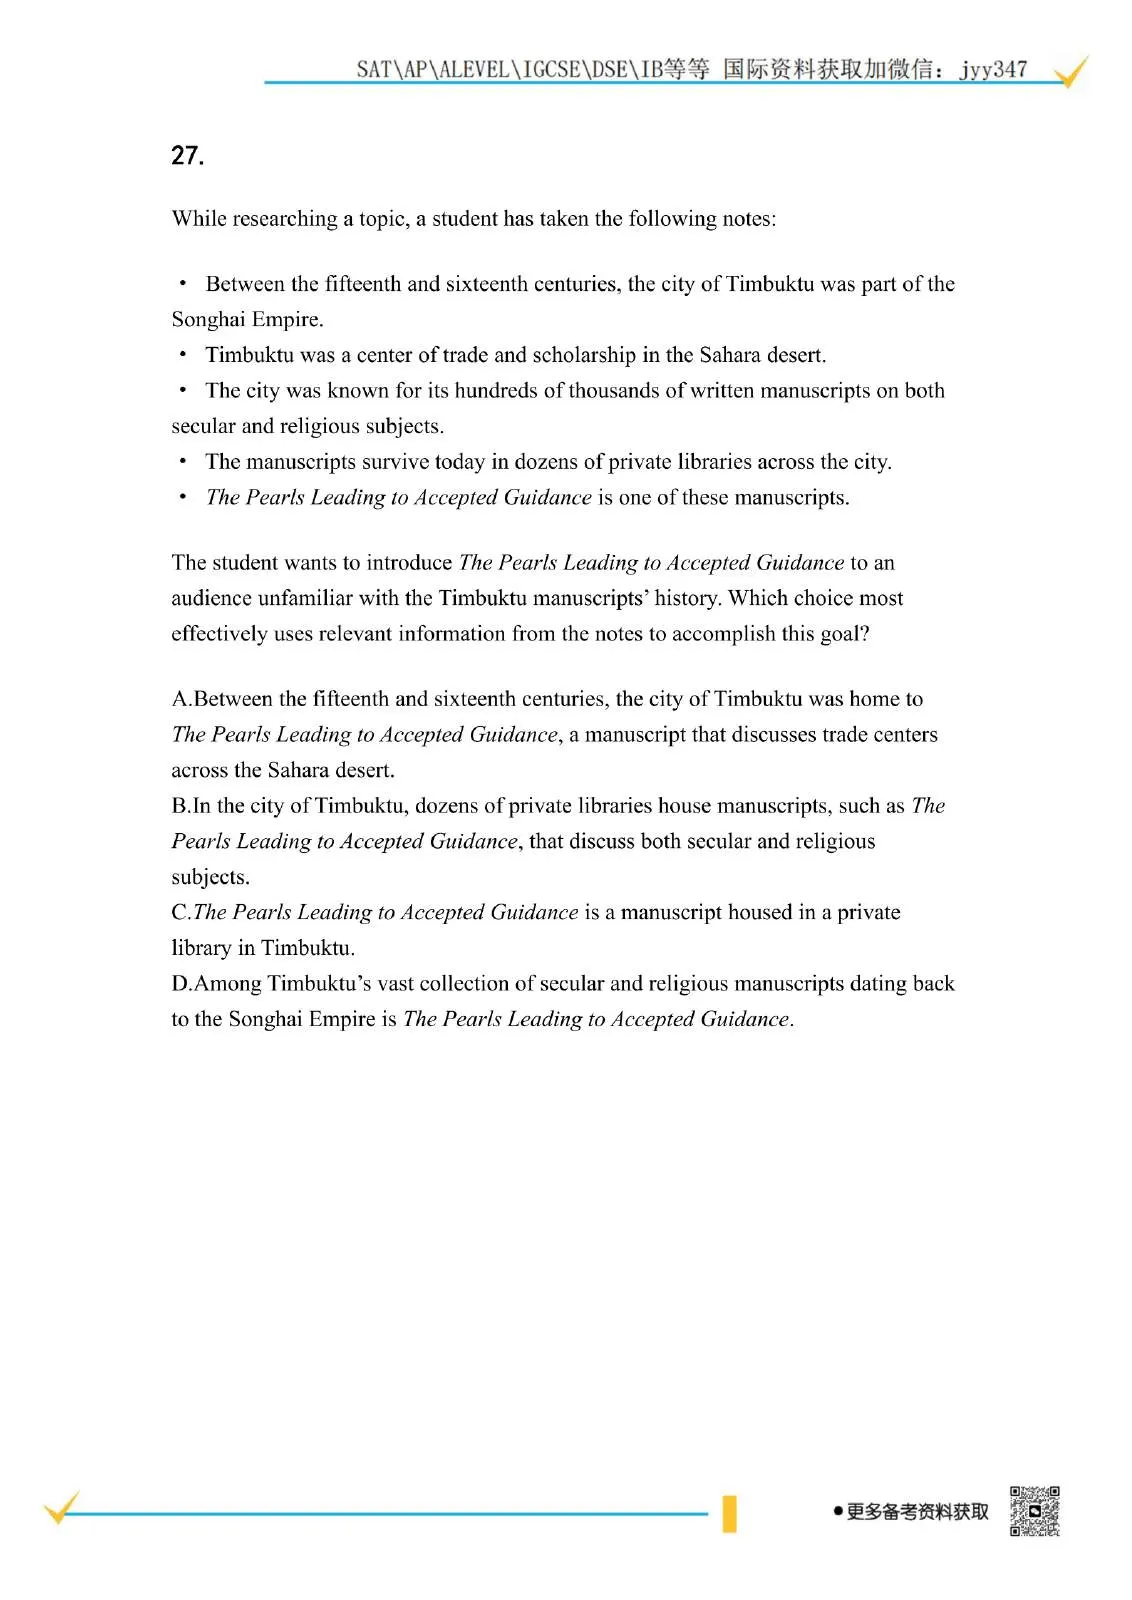 SAT\AP\ALEVEL\IGCSE\DSE\IB等等 国际资料获取加微信：jyy347
27.
While researching a topic, a student has taken the following notes:
• Between the fifteenth and sixteenth centuries, the city of Timbuktu was part of the
Songhai Empire.
• Timbuktu was a center of trade and scholarship in the Sahara desert.
• The city was known for its hundreds of thousands of written manuscripts on both
secular and religious subjects.
• The manuscripts survive today in dozens of private libraries across the city.
• The Pearls Leading to Accepted Guidance is one of these manuscripts.
The student wants to introduce The Pearls Leading to Accepted Guidance to an
audience unfamiliar with the Timbuktu manuscripts’ history. Which choice most
effectively uses relevant information from the notes to accomplish this goal?
A.Between the fifteenth and sixteenth centuries, the city of Timbuktu was home to
The Pearls Leading to Accepted Guidance, a manuscript that discusses trade centers
across the Sahara desert.
B.In the city of Timbuktu, dozens of private libraries house manuscripts, such as The
Pearls Leading to Accepted Guidance, that discuss both secular and religious
subjects.
C.The Pearls Leading to Accepted Guidance is a manuscript housed in a private
library in Timbuktu.
D.Among Timbuktu’s vast collection of secular and religious manuscripts dating back
to the Songhai Empire is The Pearls Leading to Accepted Guidance.
•更多备考资料获取